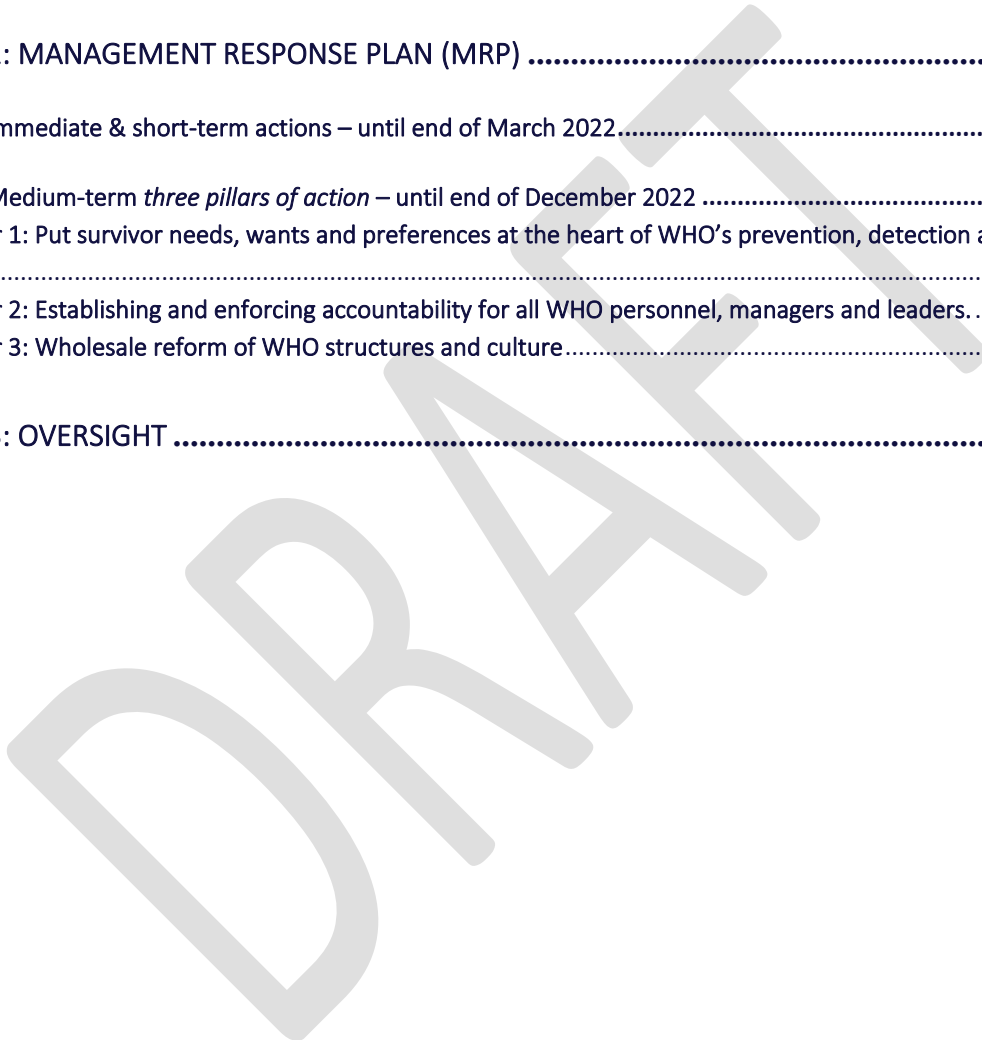 : MANAGEMENT RESPONSE PLAN (MRP) ................................................
mmediate & short-term actions – until end of March 2022................................................
Medium-term three pillars of action – until end of December 2022 ................................................
r 1: Put survivor needs, wants and preferences at the heart of WHO’s prevention, detection a
................................................................................................
r 2: Establishing and enforcing accountability for all WHO personnel, managers and leaders. .
r 3: Wholesale reform of WHO structures and culture................................................
: OVERSIGHT ................................................................................
DRAFT